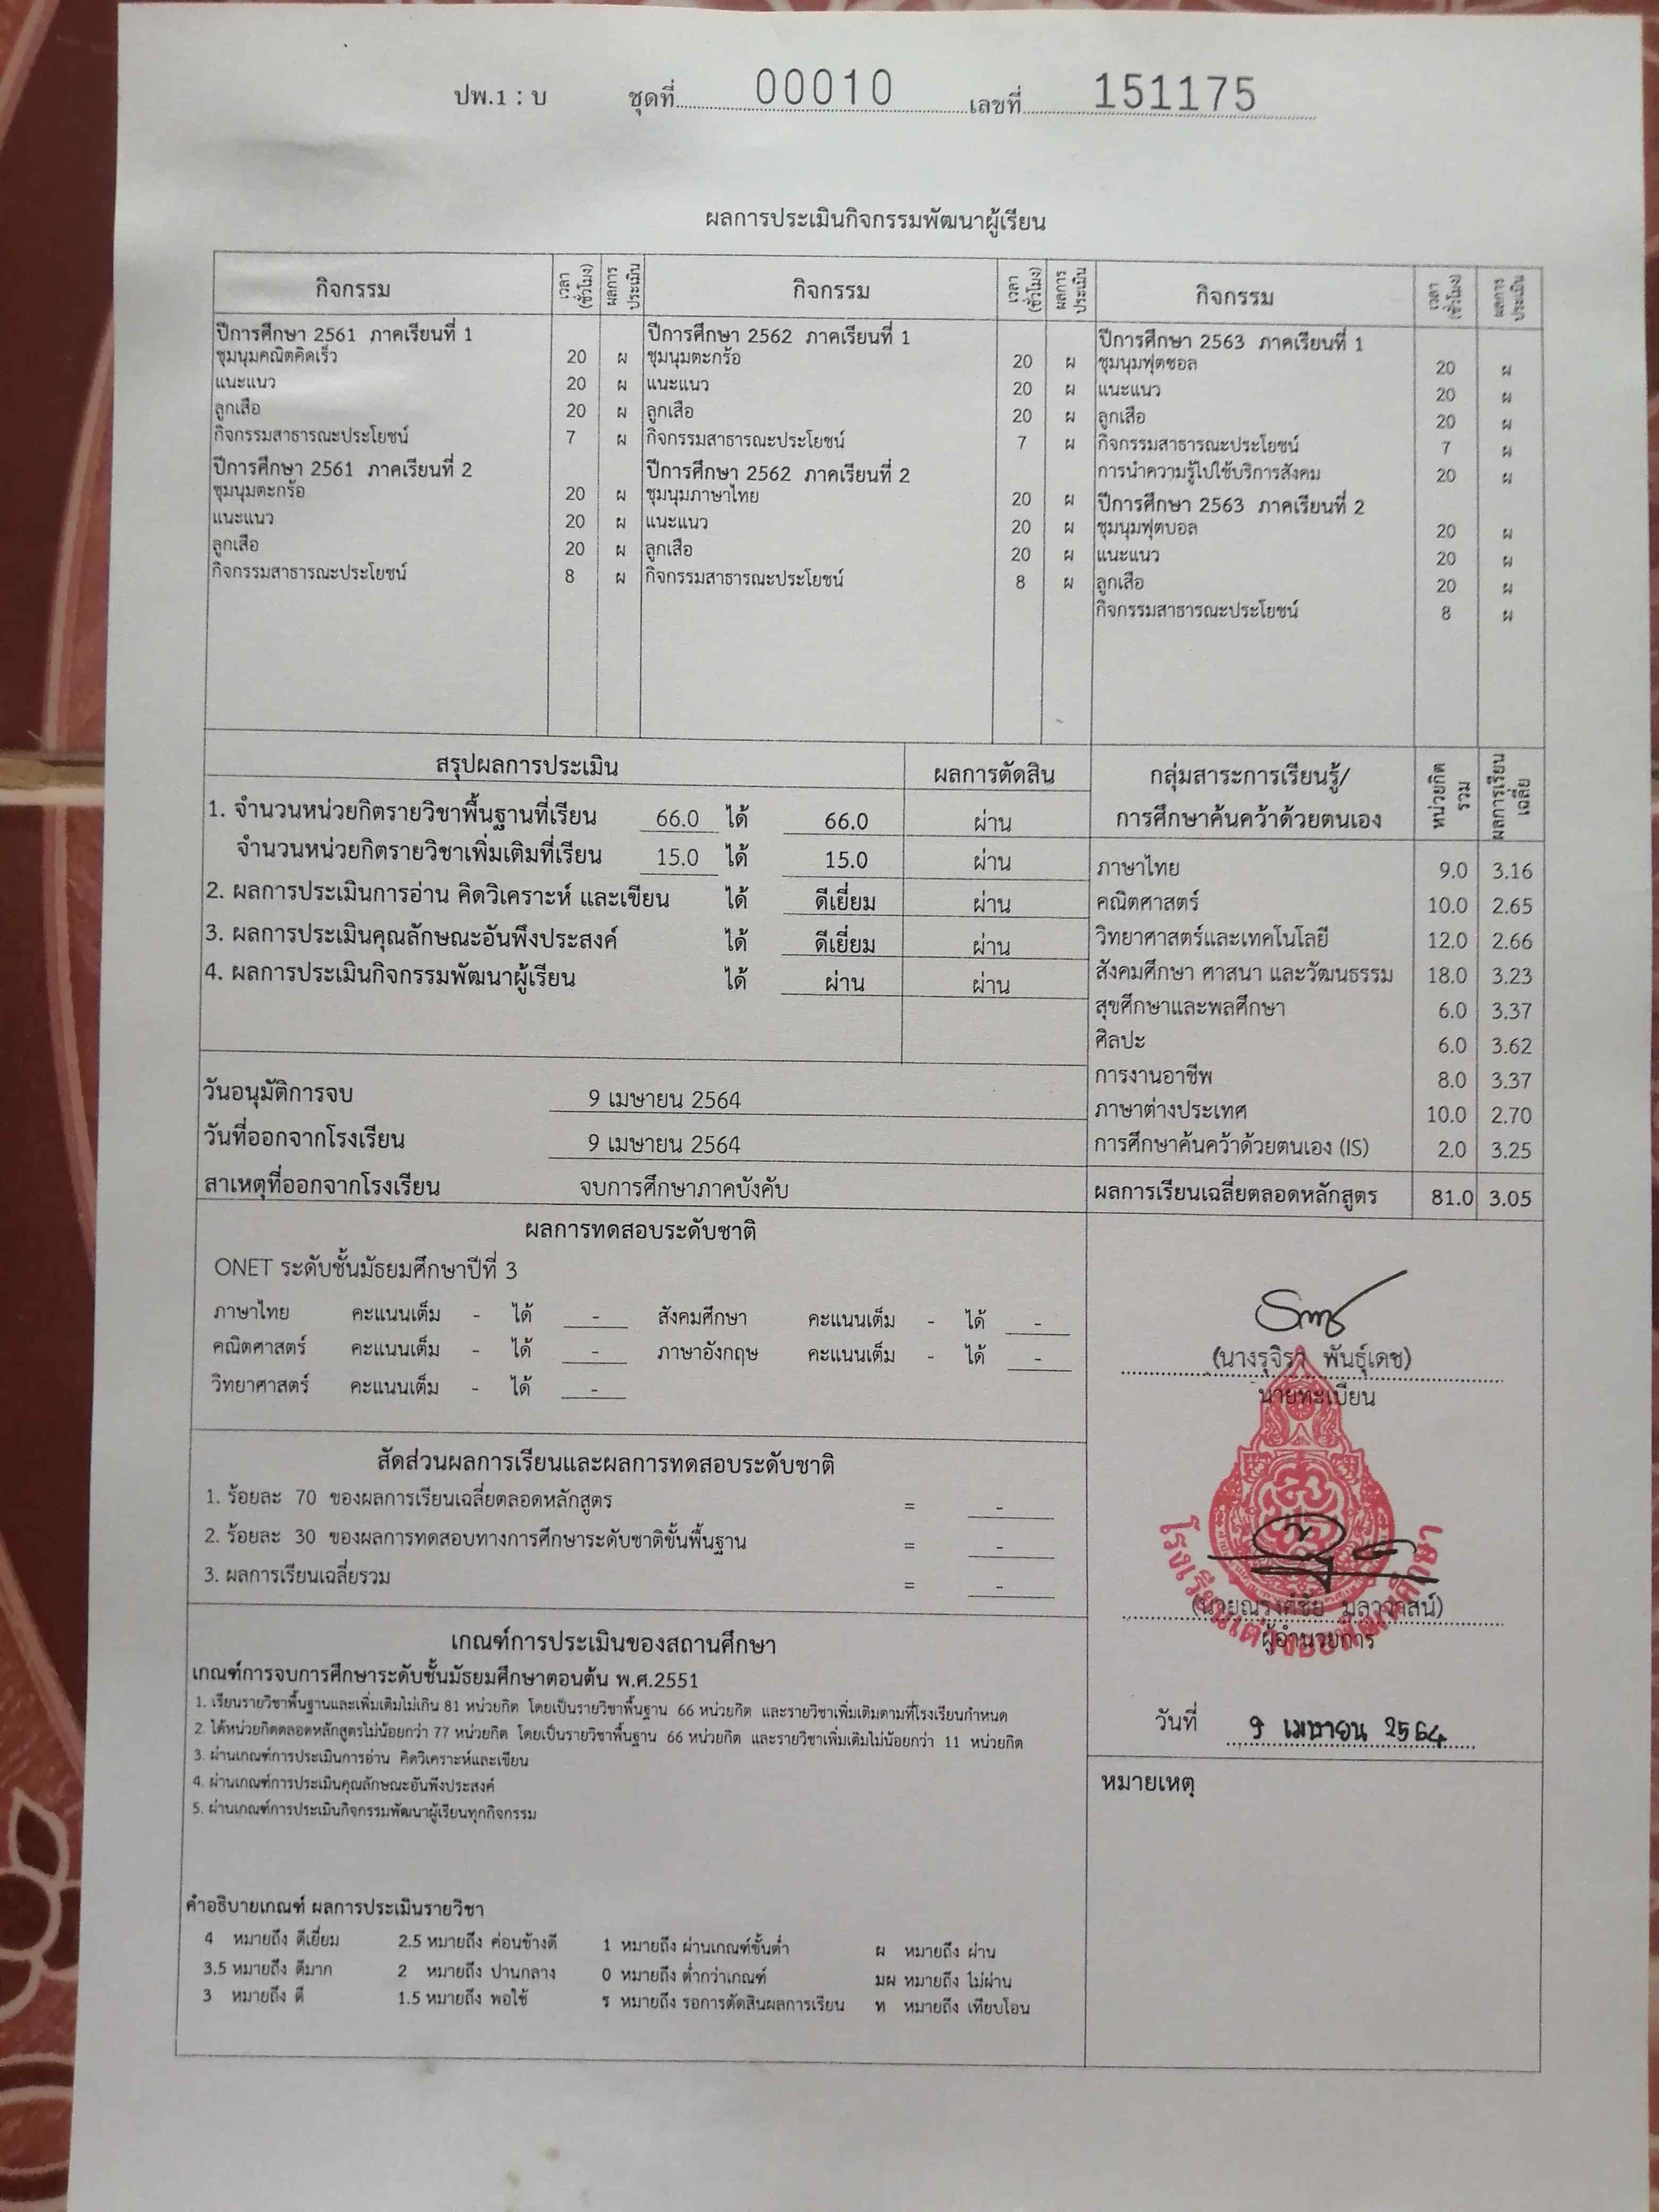 ปพ.1 : บ ชุดที่ 00010 เลขที่ 151175
ผลการประเมินกิจกรรมพัฒนาผู้เรียน
กิจกรรม เวลา (ชั่วโมง) ผลการประเมิน กิจกรรม เวลา (ชั่วโมง) ผลการประเมิน กิจกรรม เวลา (ชั่วโมง) ผลการประเมิน
ปีการศึกษา 2561 ภาคเรียนที่ 1
ชุมนุมคณิตคิดเร็ว 20 ผ
แนะแนว 20 ผ
ลูกเสือ 20 ผ
กิจกรรมสาธารณะประโยชน์ 7 ผ
ปีการศึกษา 2561 ภาคเรียนที่ 2
ชุมนุมตะกร้อ 20 ผ
แนะแนว 20 ผ
ลูกเสือ 20 ผ
กิจกรรมสาธารณะประโยชน์ 8 ผ
ปีการศึกษา 2562 ภาคเรียนที่ 1
ชุมนุมตะกร้อ 20 ผ
แนะแนว 20 ผ
ลูกเสือ 20 ผ
กิจกรรมสาธารณะประโยชน์ 7 ผ
ปีการศึกษา 2562 ภาคเรียนที่ 2
ชุมนุมภาษาไทย 20 ผ
แนะแนว 20 ผ
ลูกเสือ 20 ผ
กิจกรรมสาธารณะประโยชน์ 8 ผ
ปีการศึกษา 2563 ภาคเรียนที่ 1
ชุมนุมฟุตซอล 20 ผ
แนะแนว 20 ผ
ลูกเสือ 20 ผ
กิจกรรมสาธารณะประโยชน์ 7 ผ
การนำความรู้ไปใช้บริการสังคม 20 ผ
ปีการศึกษา 2563 ภาคเรียนที่ 2
ชุมนุมฟุตบอล 20 ผ
แนะแนว 20 ผ
ลูกเสือ 20 ผ
กิจกรรมสาธารณะประโยชน์ 8 ผ
สรุปผลการประเมิน ผลการตัดสิน
1. จำนวนหน่วยกิตรายวิชาพื้นฐานที่เรียน 66.0 ได้ 66.0 ผ่าน
จำนวนหน่วยกิตรายวิชาเพิ่มเติมที่เรียน 15.0 ได้ 15.0 ผ่าน
2. ผลการประเมินการอ่าน คิดวิเคราะห์ และเขียน ได้ ดีเยี่ยม ผ่าน
3. ผลการประเมินคุณลักษณะอันพึงประสงค์ ได้ ดีเยี่ยม ผ่าน
4. ผลการประเมินกิจกรรมพัฒนาผู้เรียน ได้ ผ่าน ผ่าน
วันอนุมัติการจบ 9 เมษายน 2564
วันที่ออกจากโรงเรียน 9 เมษายน 2564
สาเหตุที่ออกจากโรงเรียน จบการศึกษาภาคบังคับ
กลุ่มสาระการเรียนรู้/ หน่วยกิตรวม ผลการเรียนเฉลี่ย
การศึกษาค้นคว้าด้วยตนเอง
ภาษาไทย 9.0 3.16
คณิตศาสตร์ 10.0 2.65
วิทยาศาสตร์และเทคโนโลยี 12.0 2.66
สังคมศึกษา ศาสนา และวัฒนธรรม 18.0 3.23
สุขศึกษาและพลศึกษา 6.0 3.37
ศิลปะ 6.0 3.62
การงานอาชีพ 8.0 3.37
ภาษาต่างประเทศ 10.0 2.70
การศึกษาค้นคว้าด้วยตนเอง (IS) 2.0 3.25
ผลการเรียนเฉลี่ยตลอดหลักสูตร 81.0 3.05
ผลการทดสอบระดับชาติ
ONET ระดับชั้นมัธยมศึกษาปีที่ 3
ภาษาไทย คะแนนเต็ม - ได้ - สังคมศึกษา คะแนนเต็ม - ได้ -
คณิตศาสตร์ คะแนนเต็ม - ได้ - ภาษาอังกฤษ คะแนนเต็ม - ได้ -
วิทยาศาสตร์ คะแนนเต็ม - ได้ -
สัดส่วนผลการเรียนและผลการทดสอบระดับชาติ
1. ร้อยละ 70 ของผลการเรียนเฉลี่ยตลอดหลักสูตร = -
2. ร้อยละ 30 ของผลการทดสอบทางการศึกษาระดับชาติขั้นพื้นฐาน = -
3. ผลการเรียนเฉลี่ยรวม = -
เกณฑ์การประเมินของสถานศึกษา
เกณฑ์การจบการศึกษาระดับชั้นมัธยมศึกษาตอนต้น พ.ศ.2551
1. เรียนรายวิชาพื้นฐานและเพิ่มเติมไม่เกิน 81 หน่วยกิต โดยเป็นรายวิชาพื้นฐาน 66 หน่วยกิต และรายวิชาเพิ่มเติมตามที่โรงเรียนกำหนด
2. ได้หน่วยกิตตลอดหลักสูตรไม่น้อยกว่า 77 หน่วยกิต โดยเป็นรายวิชาพื้นฐาน 66 หน่วยกิต และรายวิชาเพิ่มเติมไม่น้อยกว่า 11 หน่วยกิต
3. ผ่านเกณฑ์การประเมินการอ่าน คิดวิเคราะห์และเขียน
4. ผ่านเกณฑ์การประเมินคุณลักษณะอันพึงประสงค์
5. ผ่านเกณฑ์การประเมินกิจกรรมพัฒนาผู้เรียนทุกกิจกรรม
คำอธิบายเกณฑ์ ผลการประเมินรายวิชา
4 หมายถึง ดีเยี่ยม 2.5 หมายถึง ค่อนข้างดี 1 หมายถึง ผ่านเกณฑ์ขั้นต่ำ ผ หมายถึง ผ่าน
3.5 หมายถึง ดีมาก 2 หมายถึง ปานกลาง 0 หมายถึง ต่ำกว่าเกณฑ์ มผ หมายถึง ไม่ผ่าน
3 หมายถึง ดี 1.5 หมายถึง พอใช้ ร หมายถึง รอการตัดสินผลการเรียน ท หมายถึง เทียบโอน
(นางรุจิรา พันธุ์เดช)
นายทะเบียน
ผู้อำนวยการ
วันที่ 9 เมษายน 2564
หมายเหตุ